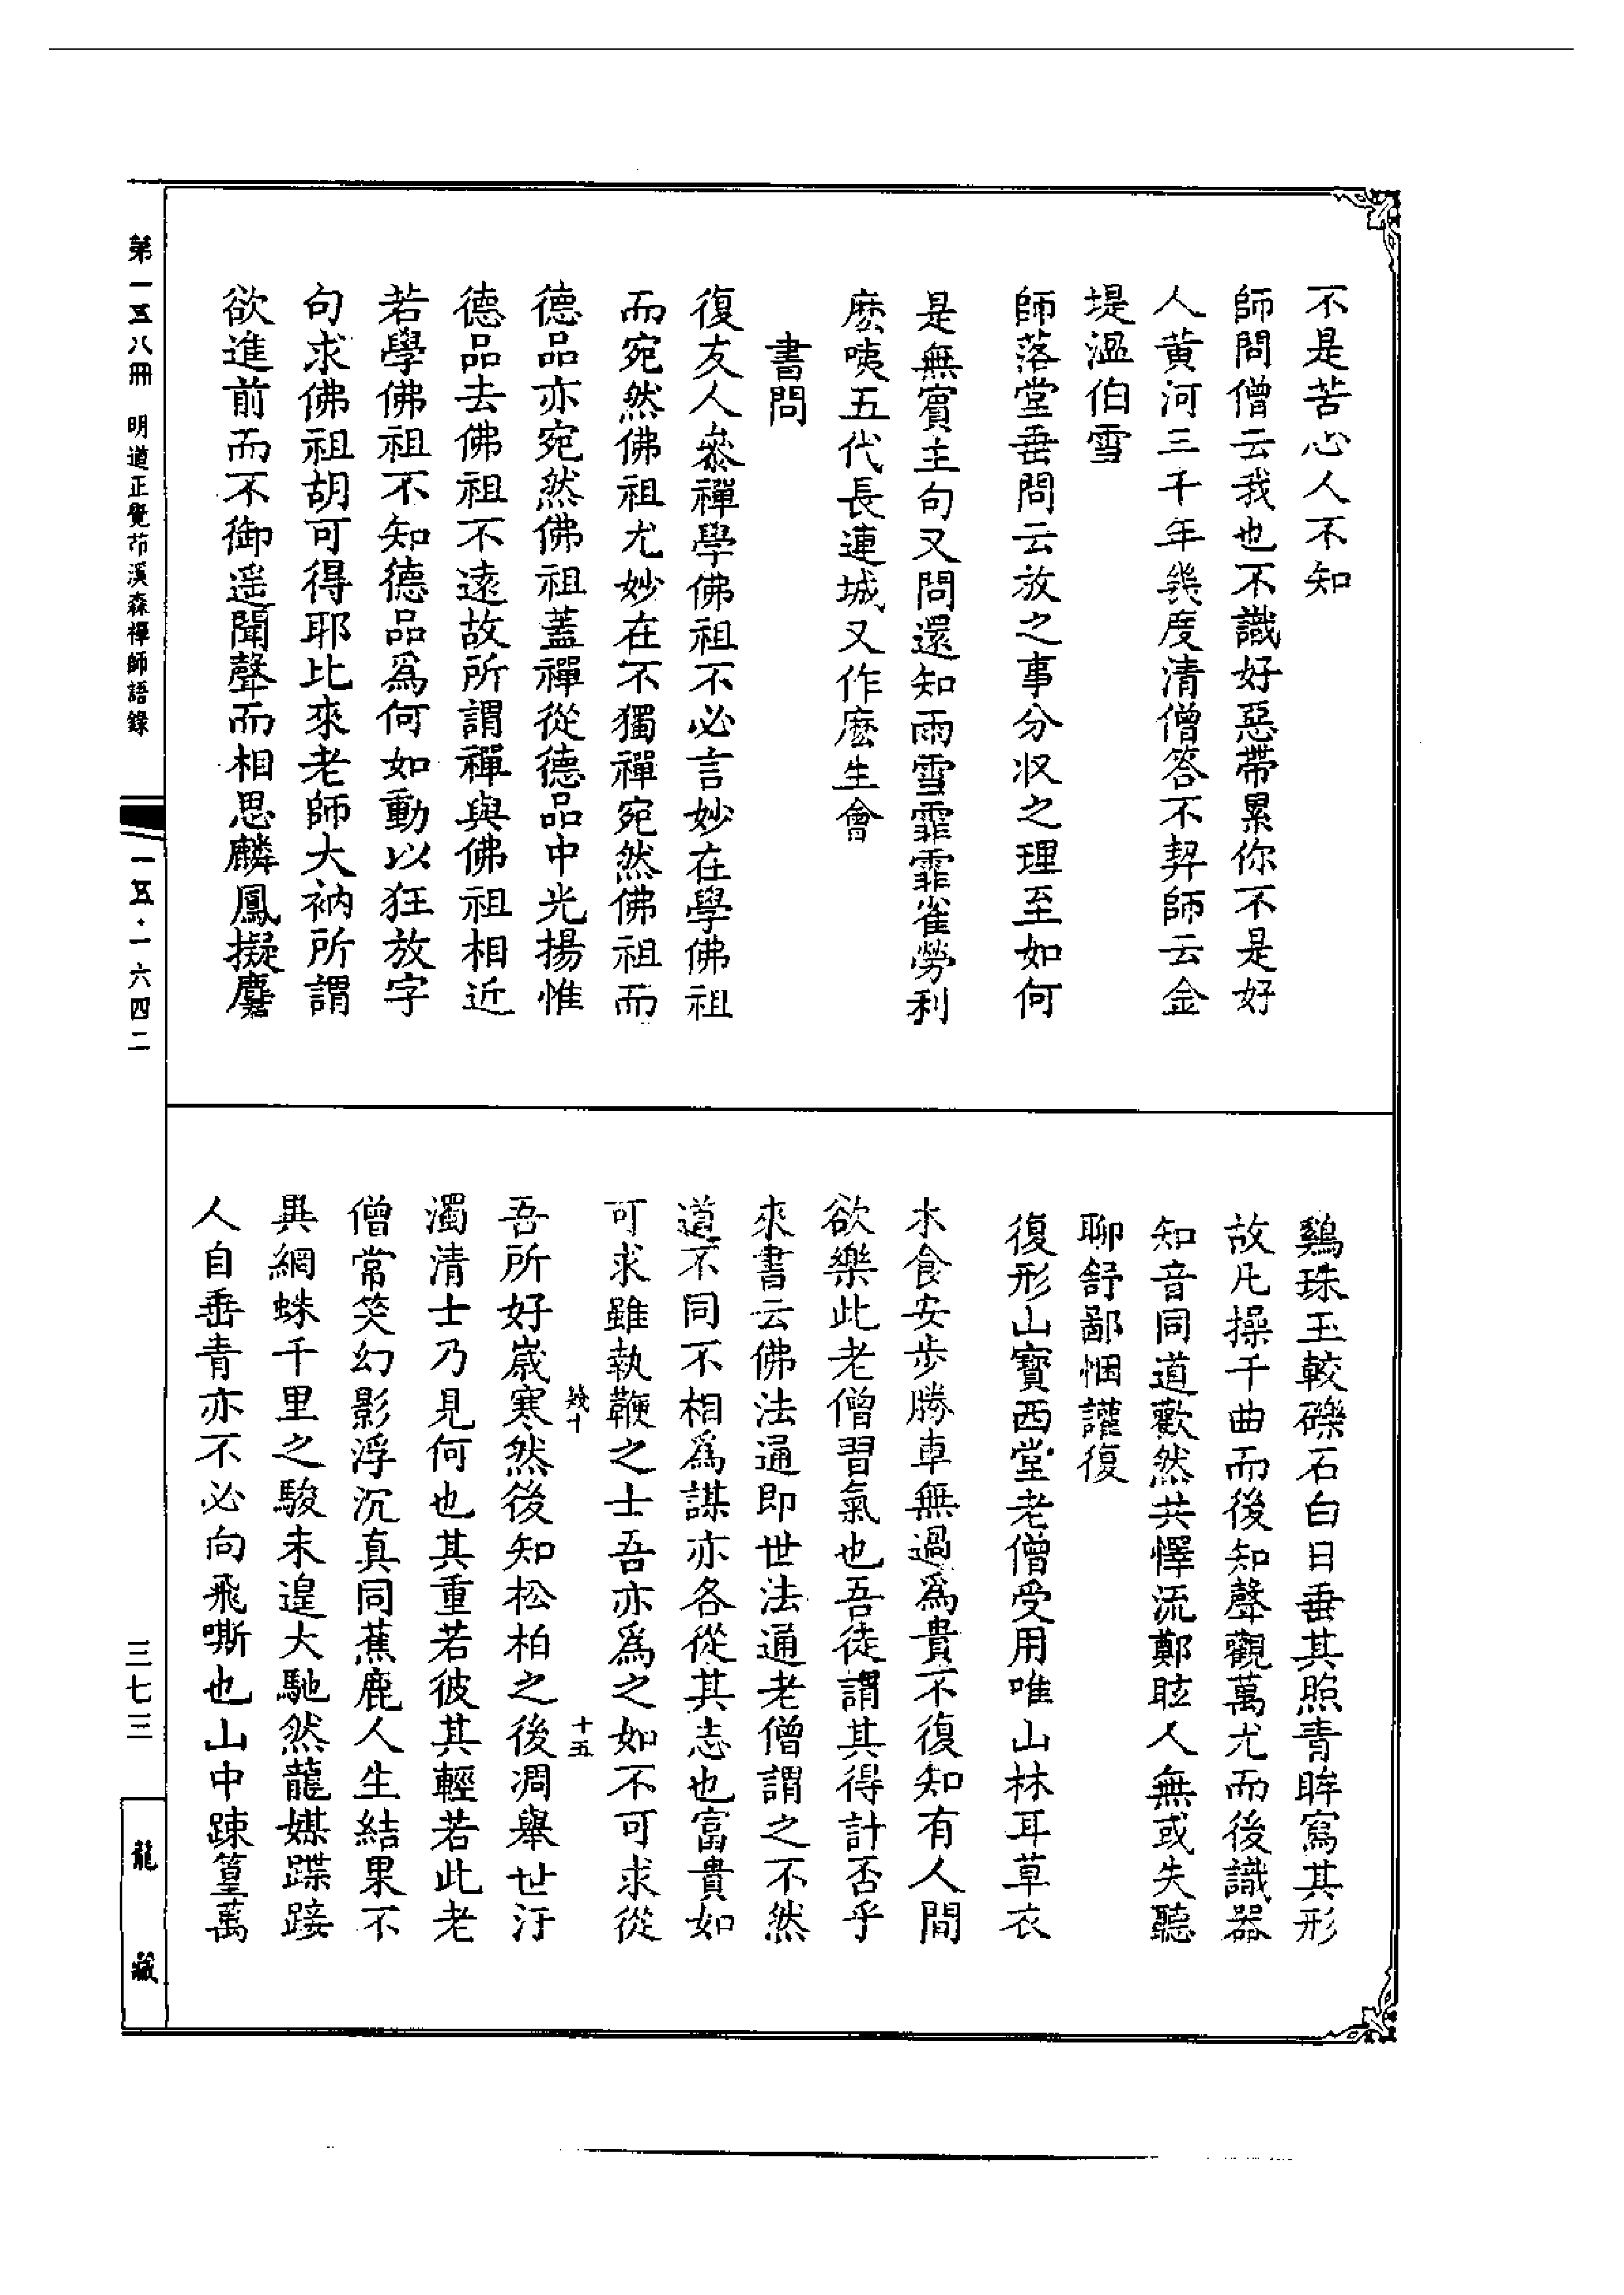 不是苦心人不知
師問僧云我也不識好惡帶累你不是好
人黃河三千年幾度清僧答不契師云金
堤溫伯雪
師落堂垂問云放之事分收之理至如何
是無賓主句又問還知雨雪霏霏雀勞利
麽咦五代長連城又作麽生會
書問
復友人叅禪學佛祖不必言妙在學佛祖
而宛然佛祖尤妙在不獨禪宛然佛祖而
德品亦宛然佛祖蓋禪從德品中光揚惟
德品去佛祖不遠故所謂禪與佛祖相近
若學佛祖不知德品爲何如動以狂放字
句求佛祖胡可得耶比來老師大衲所謂
欲進前而不御遙聞聲而相思麟鳳擬麏
鷄珠玉較礫石白日垂其照青眸寫其形
故凡操千曲而後知聲觀萬尤而後識器
知音同道歡然共懌流鄭眩人無或失聽
聊舒鄙悃讙復
復形山寶西堂老僧受用唯山林耳草衣
木食安步勝車無過爲貴不復知有人間
欲樂此老僧習氣也吾徒謂其得計否乎
來書云佛法通即世法通老僧謂之不然
道不同不相爲謀亦各從其志也富貴如
可求雖執鞭之士吾亦爲之如不可求從
幾十
十五
吾所好歲寒然後知松柏之後凋舉世汙
濁清士乃見何也其重若彼其輕若此老
僧常笑幻影浮沉真同蕉鹿人生結果不
異網蛛千里之駿未遑大馳然龍媒蹀踥
人自垂青亦不必向飛嘶也山中踈篁萬
第一五八冊　明道正覺茆溪森禪師語錄
一五·一六四二
三七三
龍藏